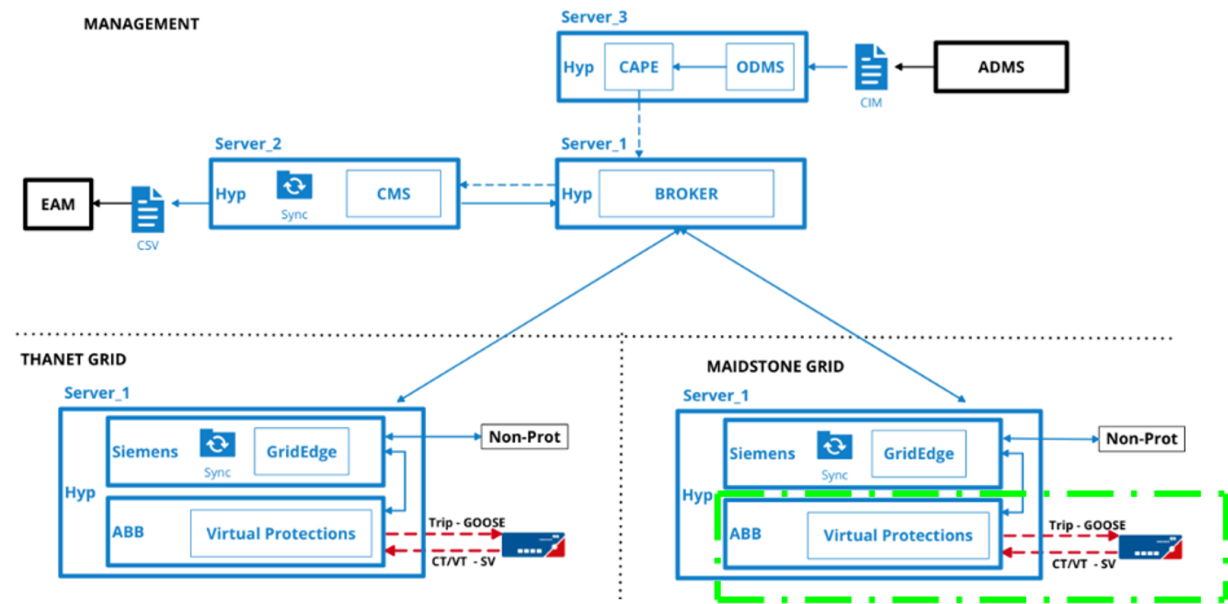 MANAGEMENT
Server_3
Hyp
CAPE
ODMS
CIM
ADMS
Server_2
Hyp
Sync
CMS
Server_1
Hyp
BROKER
EAM
CSV
THANET GRID
Server_1
Hyp
Siemens
Sync
GridEdge
Non-Prot
ABB
Virtual Protections
Trip - GOOSE
CT/VT - SV
MAIDSTONE GRID
Server_1
Hyp
Siemens
Sync
GridEdge
Non-Prot
ABB
Virtual Protections
Trip - GOOSE
CT/VT - SV